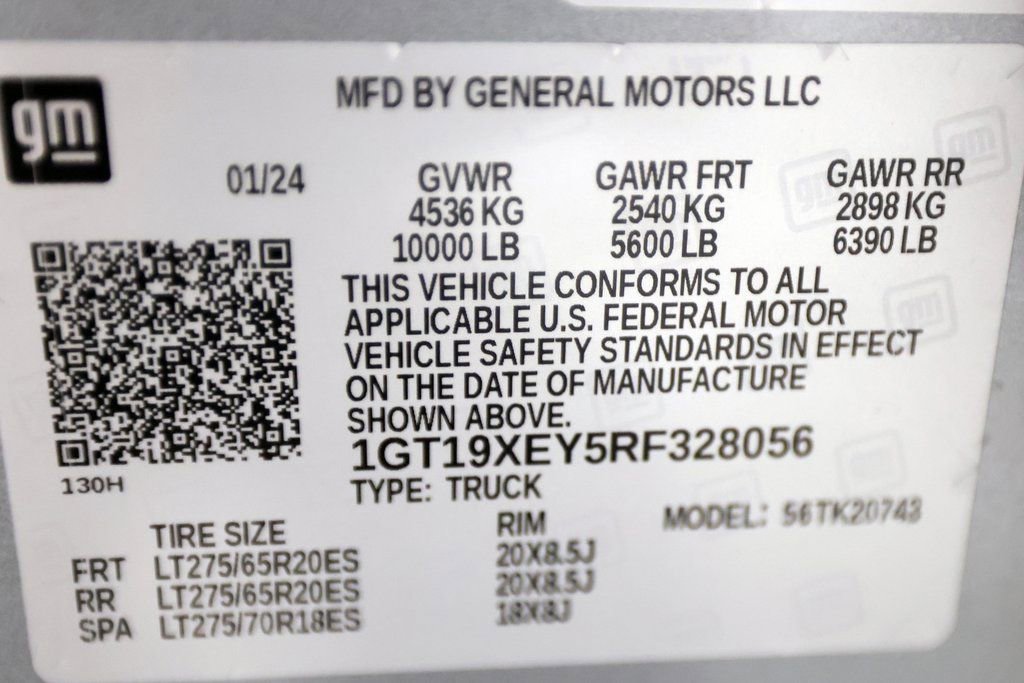 gm
MFD BY GENERAL MOTORS LLC
01/24 GVWR GAWR FRT GAWR RR
4536 KG 2540 KG 2898 KG
10000 LB 5600 LB 6390 LB
THIS VEHICLE CONFORMS TO ALL
APPLICABLE U.S. FEDERAL MOTOR
VEHICLE SAFETY STANDARDS IN EFFECT
ON THE DATE OF MANUFACTURE
SHOWN ABOVE.
1GT19XEY5RF328056
130H
TYPE: TRUCK
TIRE SIZE RIM MODEL: 56TK20743
FRT LT275/65R20ES 20X8.5J
RR LT275/65R20ES 20X8.5J
SPA LT275/70R18ES 18X8J